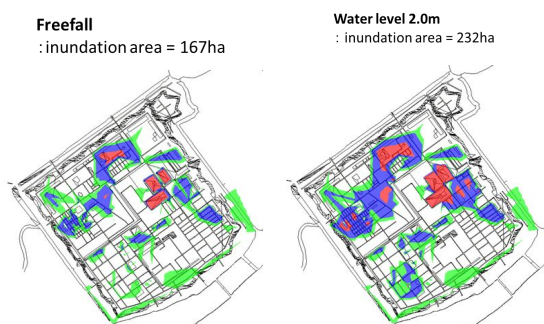 Freefall
: inundation area = 167ha
Water level 2.0m
: inundation area = 232ha